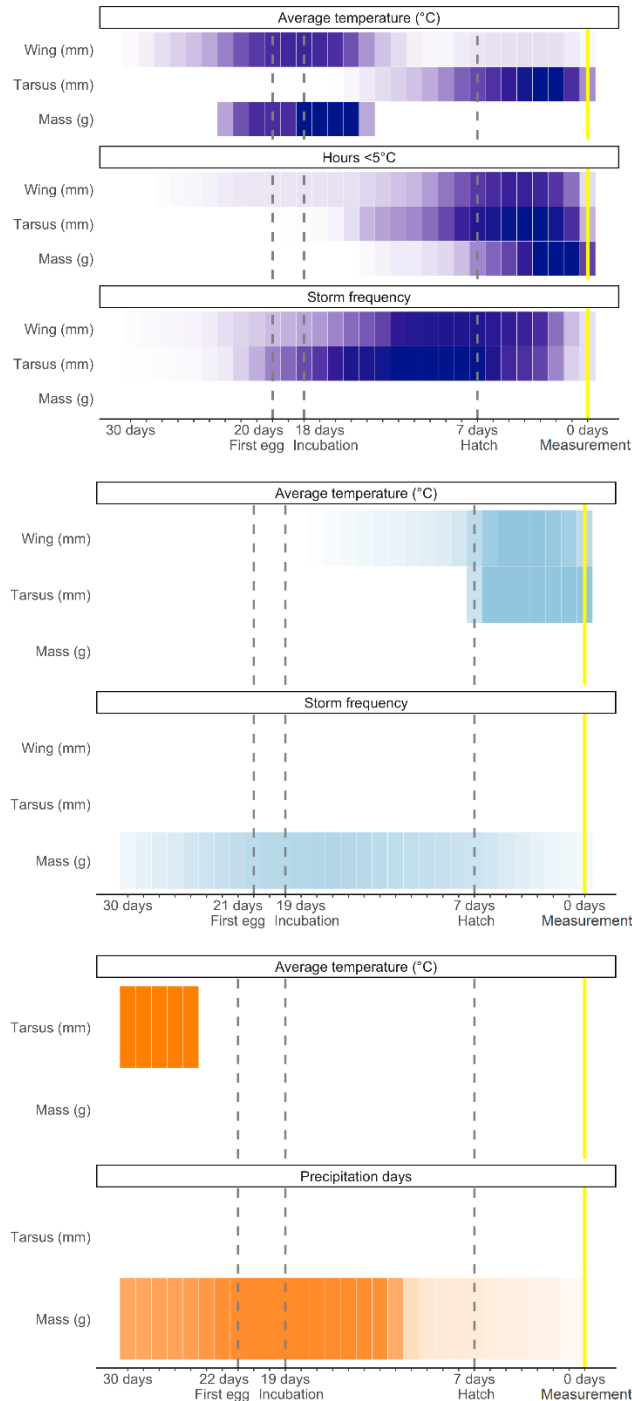 Average temperature (°C)
Wing (mm)
Tarsus (mm)
Mass (g)
Hours <5°C
Wing (mm)
Tarsus (mm)
Mass (g)
Storm frequency
Wing (mm)
Tarsus (mm)
Mass (g)
30 days 20 days 18 days 7 days 0 days
First egg Incubation Hatch Measurement
Average temperature (°C)
Wing (mm)
Tarsus (mm)
Mass (g)
Storm frequency
Wing (mm)
Tarsus (mm)
Mass (g)
30 days 21 days 19 days 7 days 0 days
First egg Incubation Hatch Measurement
Average temperature (°C)
Tarsus (mm)
Mass (g)
Precipitation days
Tarsus (mm)
Mass (g)
30 days 22 days 19 days 7 days 0 days
First egg Incubation Hatch Measurement